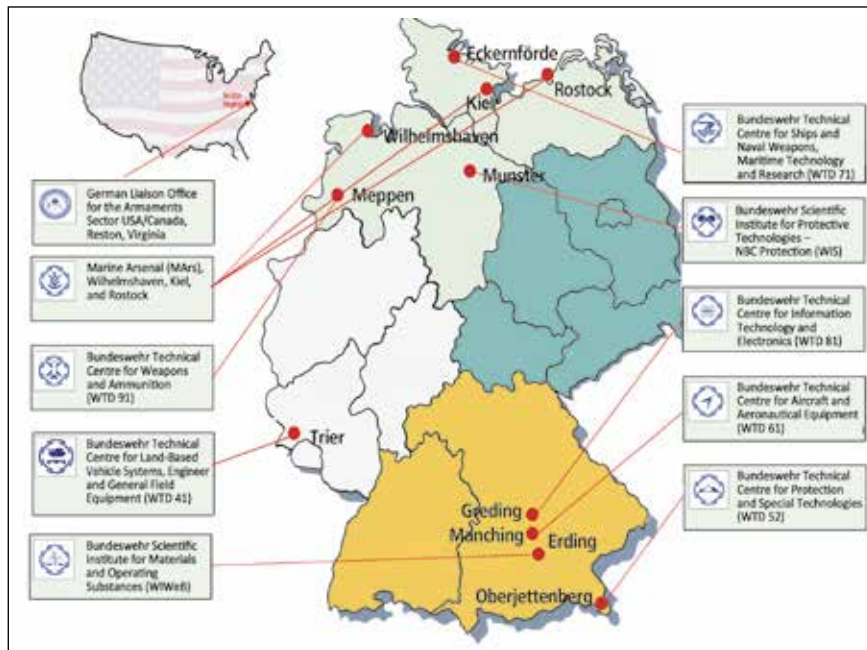 Eckernförde
Kiel
Rostock
Wilhelmshaven
Munster
Meppen
Trier
Greding
Manching
Erding
Oberjettenberg
German Liaison Office
for the Armaments
Sector USA/Canada,
Reston, Virginia
Marine Arsenal (MArs),
Wilhelmshaven, Kiel,
and Rostock
Bundeswehr Technical
Centre for Weapons
and Ammunition
(WTD 91)
Bundeswehr Technical
Centre for Land-Based
Vehicle Systems, Engineer
and General Field
Equipment (WTD 41)
Bundeswehr Scientific
Institute for Materials
and Operating
Substances (WIWeB)
Bundeswehr Technical
Centre for Ships and
Naval Weapons,
Maritime Technology
and Research (WTD 71)
Bundeswehr Scientific
Institute for Protective
Technologies –
NBC Protection (WIS)
Bundeswehr Technical
Centre for Information
Technology and
Electronics (WTD 81)
Bundeswehr Technical
Centre for Aircraft and
Aeronautical Equipment
(WTD 61)
Bundeswehr Technical
Centre for Protection
and Special Technologies
(WTD 52)